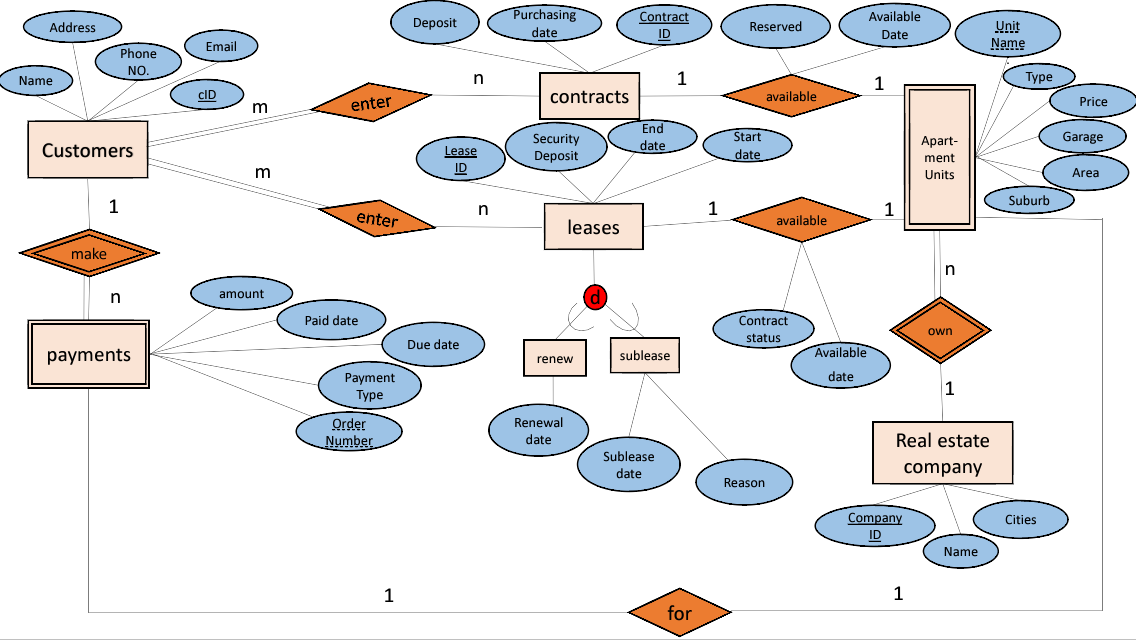 Address
Phone
NO.
Email
Name
cID
Customers
m
enter
n
m
enter
n
Deposit
Purchasing
date
Contract
ID
contracts
1
Reserved
Available
Date
available
1
Unit
Name
Type
Price
Garage
Area
Suburb
Apart-
ment
Units
Lease
ID
Security
Deposit
End
date
Start
date
leases
1
available
1
1
make
n
payments
amount
Paid date
Due date
Payment
Type
Order
Number
d
renew
sublease
Renewal
date
Sublease
date
Reason
Contract
status
Available
date
n
own
1
Real estate
company
Company
ID
Name
Cities
1
for
1